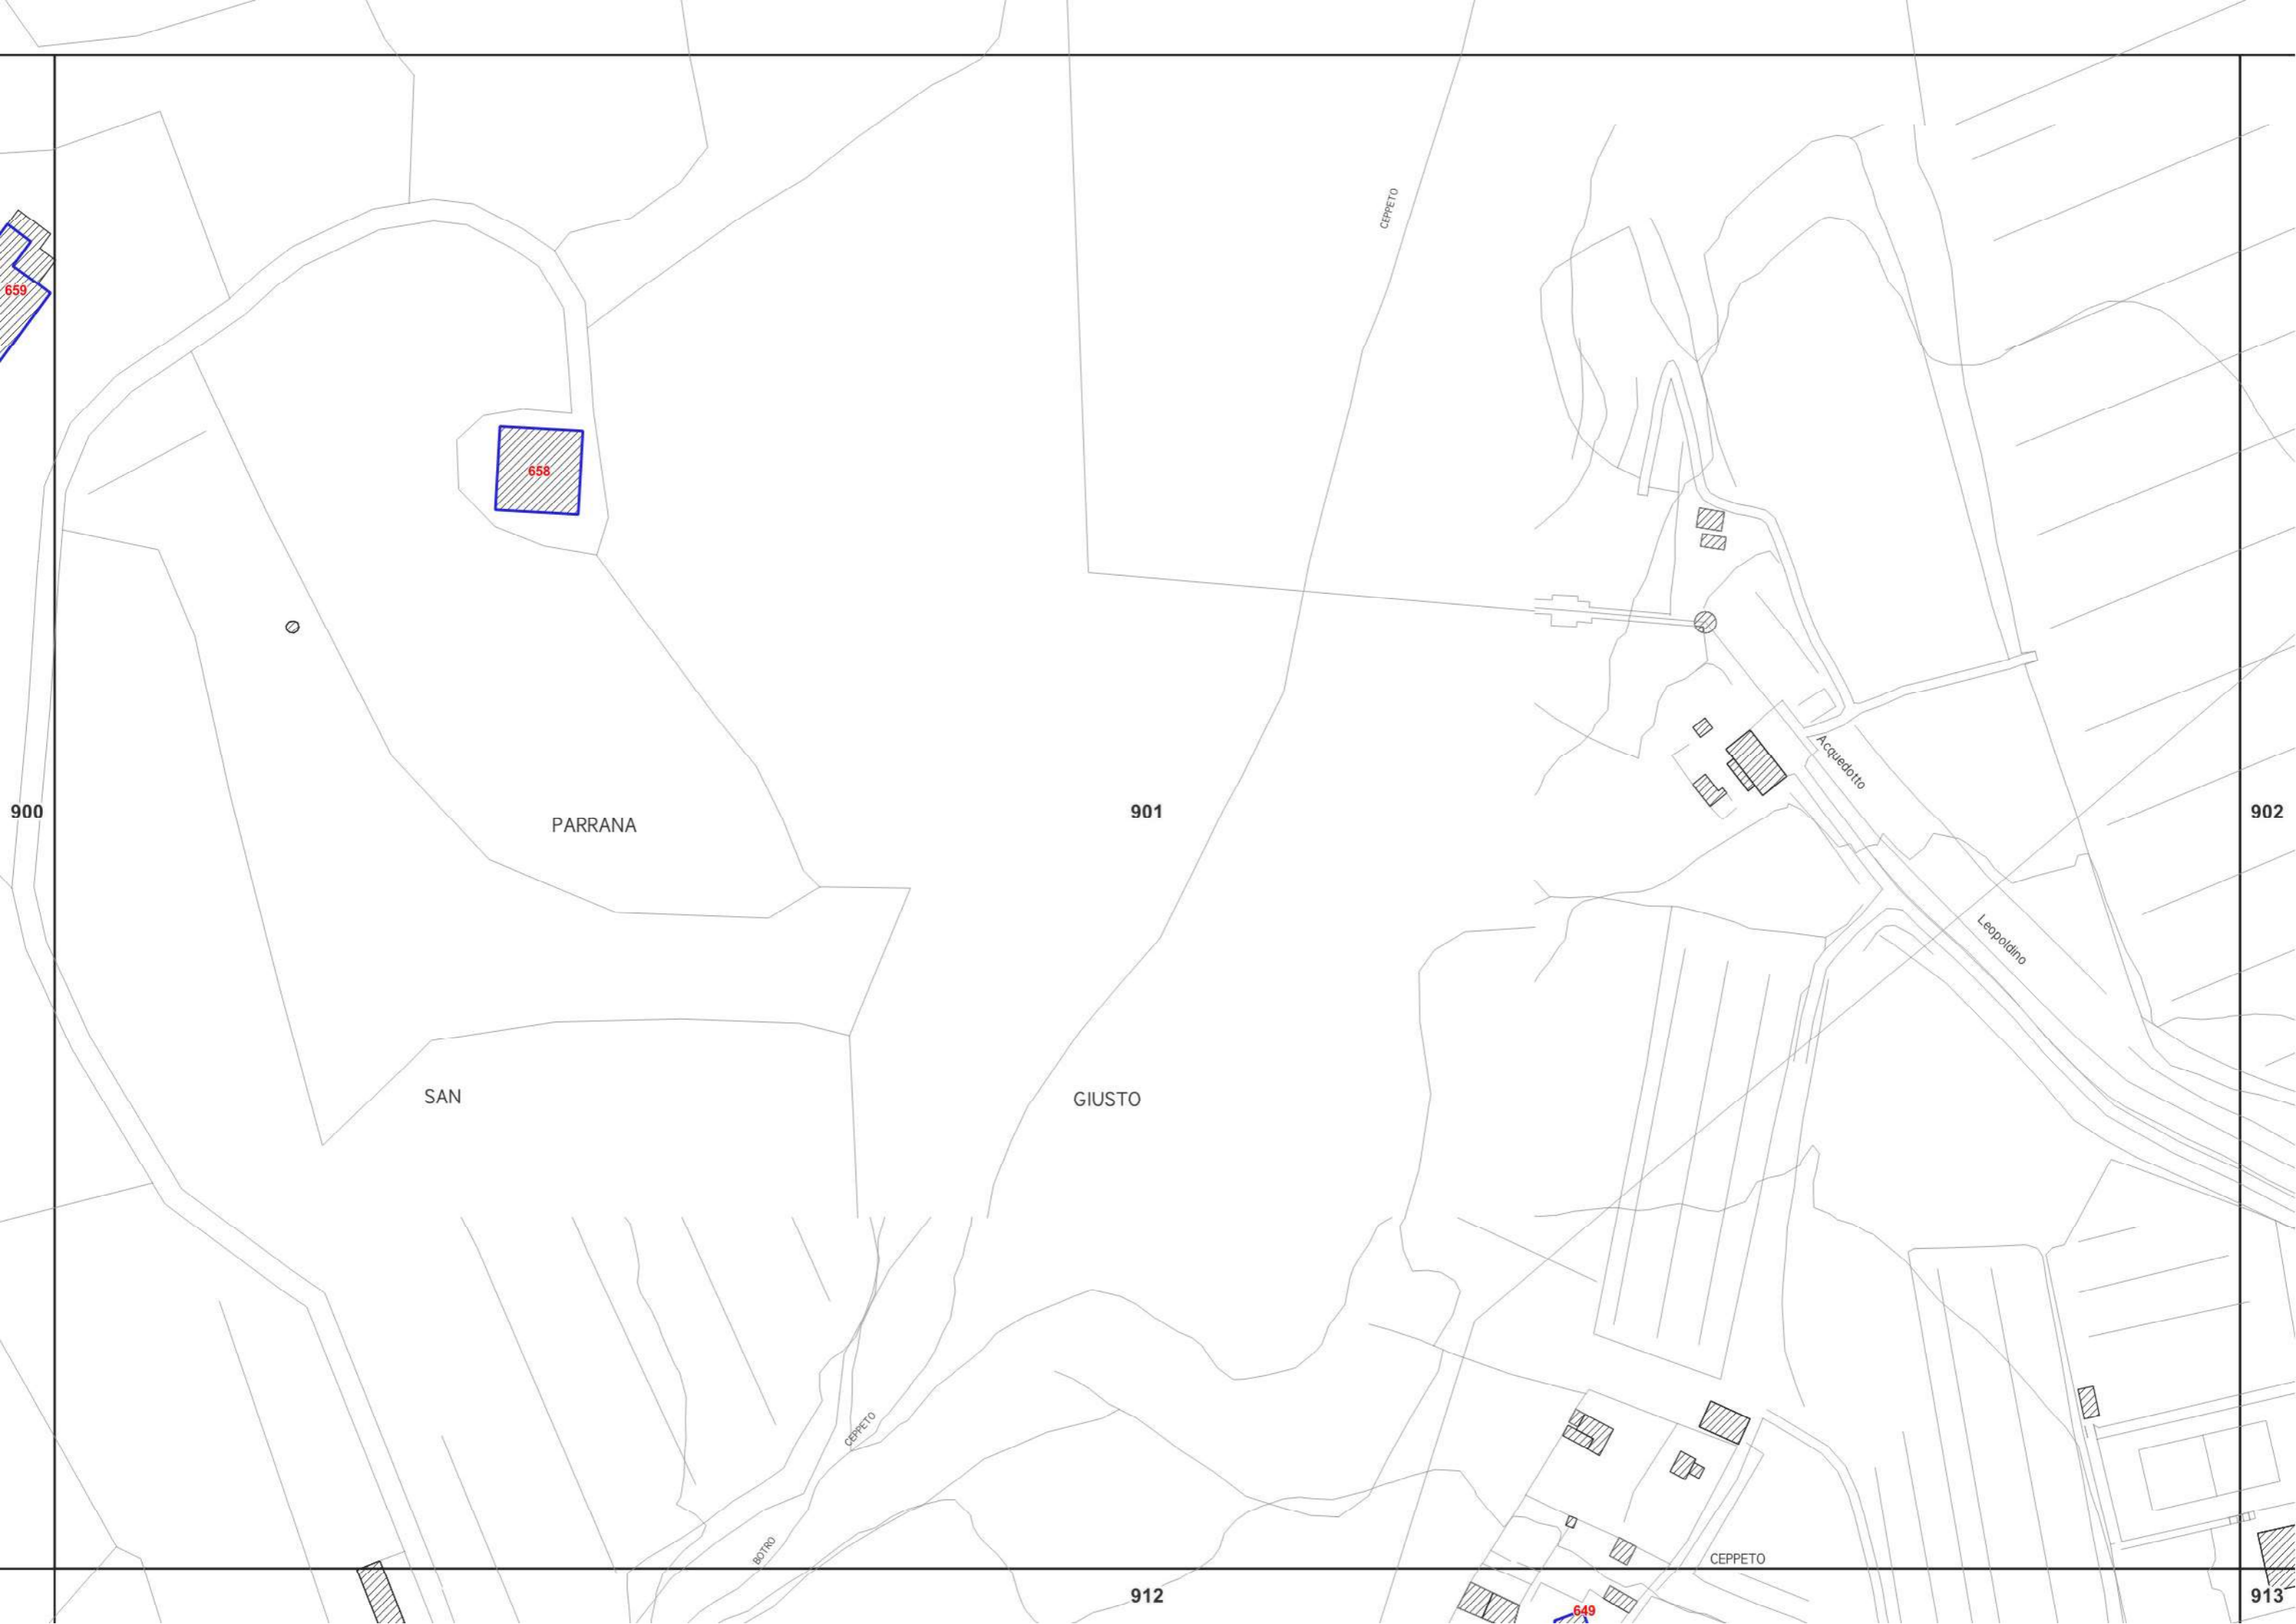 CEPPETO
659
658
Acquedotto
900
PARRANA
901
902
Leopoldino
SAN
GIUSTO
CEPPETO
BOTRO
CEPPETO
912
913
649